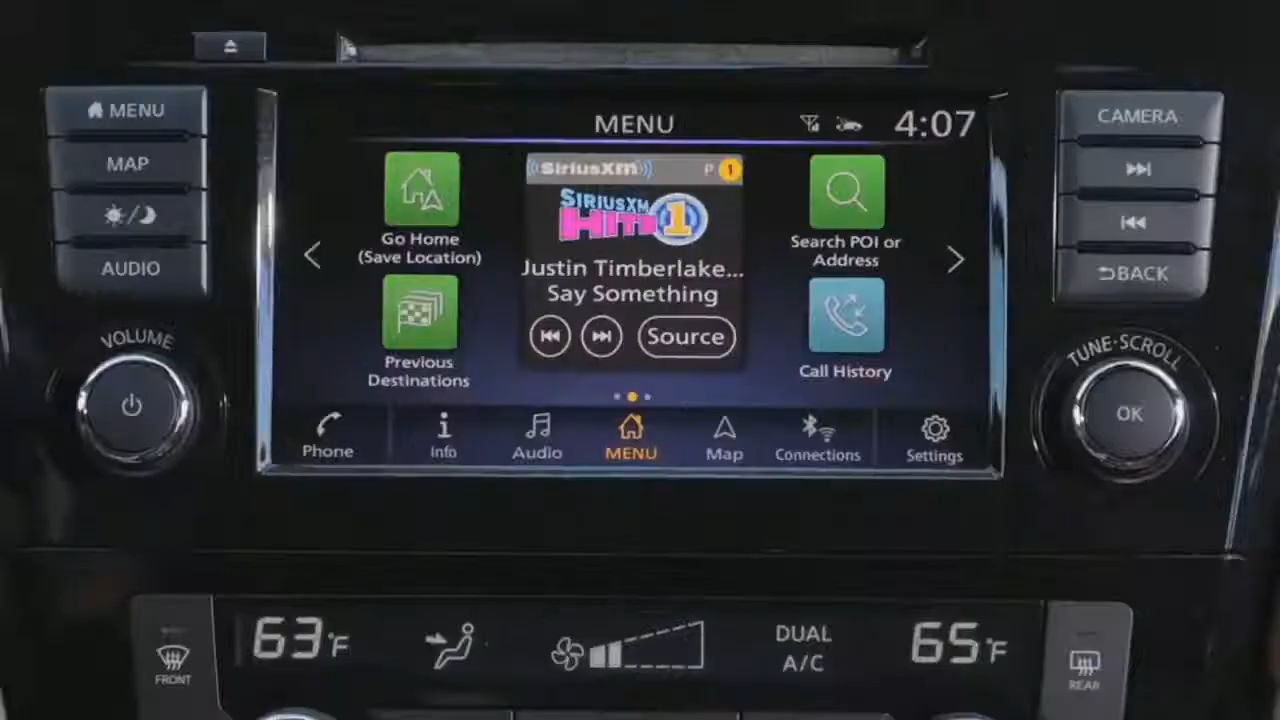 MENU
MAP
AUDIO
VOLUME
MENU
4:07
Go Home
(Save Location)
Previous
Destinations
SiriusXm
P 1
SIRIUSXM
HITS 1
Justin Timberlake...
Say Something
Source
Search POI or
Address
Call History
Phone
Info
Audio
MENU
Map
Connections
Settings
CAMERA
BACK
TUNE·SCROLL
OK
FRONT
63°F
DUAL
A/C
65°F
REAR